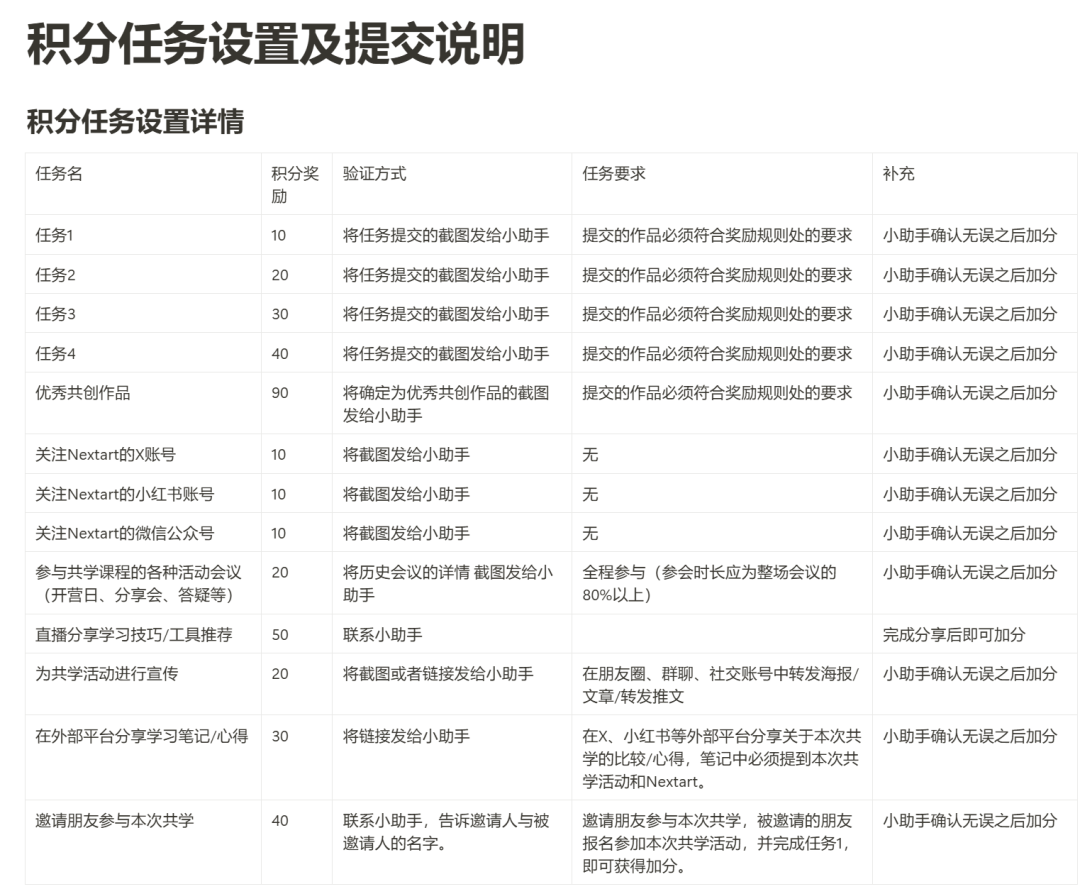 积分任务设置及提交说明
积分任务设置详情
任务名 积分奖励 验证方式 任务要求 补充
任务1 10 将任务提交的截图发给小助手 提交的作品必须符合奖励规则处的要求 小助手确认无误之后加分
任务2 20 将任务提交的截图发给小助手 提交的作品必须符合奖励规则处的要求 小助手确认无误之后加分
任务3 30 将任务提交的截图发给小助手 提交的作品必须符合奖励规则处的要求 小助手确认无误之后加分
任务4 40 将任务提交的截图发给小助手 提交的作品必须符合奖励规则处的要求 小助手确认无误之后加分
优秀共创作品 90 将确定为优秀共创作品的截图发给小助手 提交的作品必须符合奖励规则处的要求 小助手确认无误之后加分
关注Nextart的X账号 10 将截图发给小助手 无 小助手确认无误之后加分
关注Nextart的小红书账号 10 将截图发给小助手 无 小助手确认无误之后加分
关注Nextart的微信公众号 10 将截图发给小助手 无 小助手确认无误之后加分
参与共学课程的各种活动会议（开营日、分享会、答疑等） 20 将历史会议的详情 截图发给小助手 全程参与（参会时长应为整场会议的80%以上） 小助手确认无误之后加分
直播分享学习技巧/工具推荐 50 联系小助手 完成分享后即可加分
为共学活动进行宣传 20 将截图或者链接发给小助手 在朋友圈、群聊、社交账号中转发海报/文章/转发推文 小助手确认无误之后加分
在外部平台分享学习笔记/心得 30 将链接发给小助手 在X、小红书等外部平台分享关于本次共学的比较/心得，笔记中必须提到本次共学活动和Nextart。 小助手确认无误之后加分
邀请朋友参与本次共学 40 联系小助手，告诉邀请人与被邀请人的名字。 邀请朋友参与本次共学，被邀请的朋友报名参加本次共学活动，并完成任务1，即可获得加分。 小助手确认无误之后加分